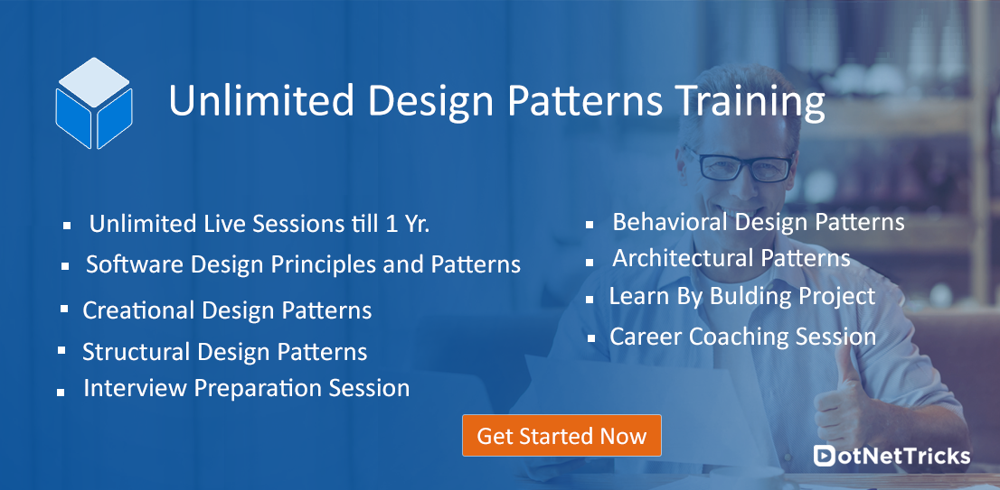 Unlimited Design Patterns Training
Unlimited Live Sessions till 1 Yr.
Software Design Principles and Patterns
Creational Design Patterns
Structural Design Patterns
Interview Preparation Session
Behavioral Design Patterns
Architectural Patterns
Learn By Bulding Project
Career Coaching Session
Get Started Now
DotNetTricks